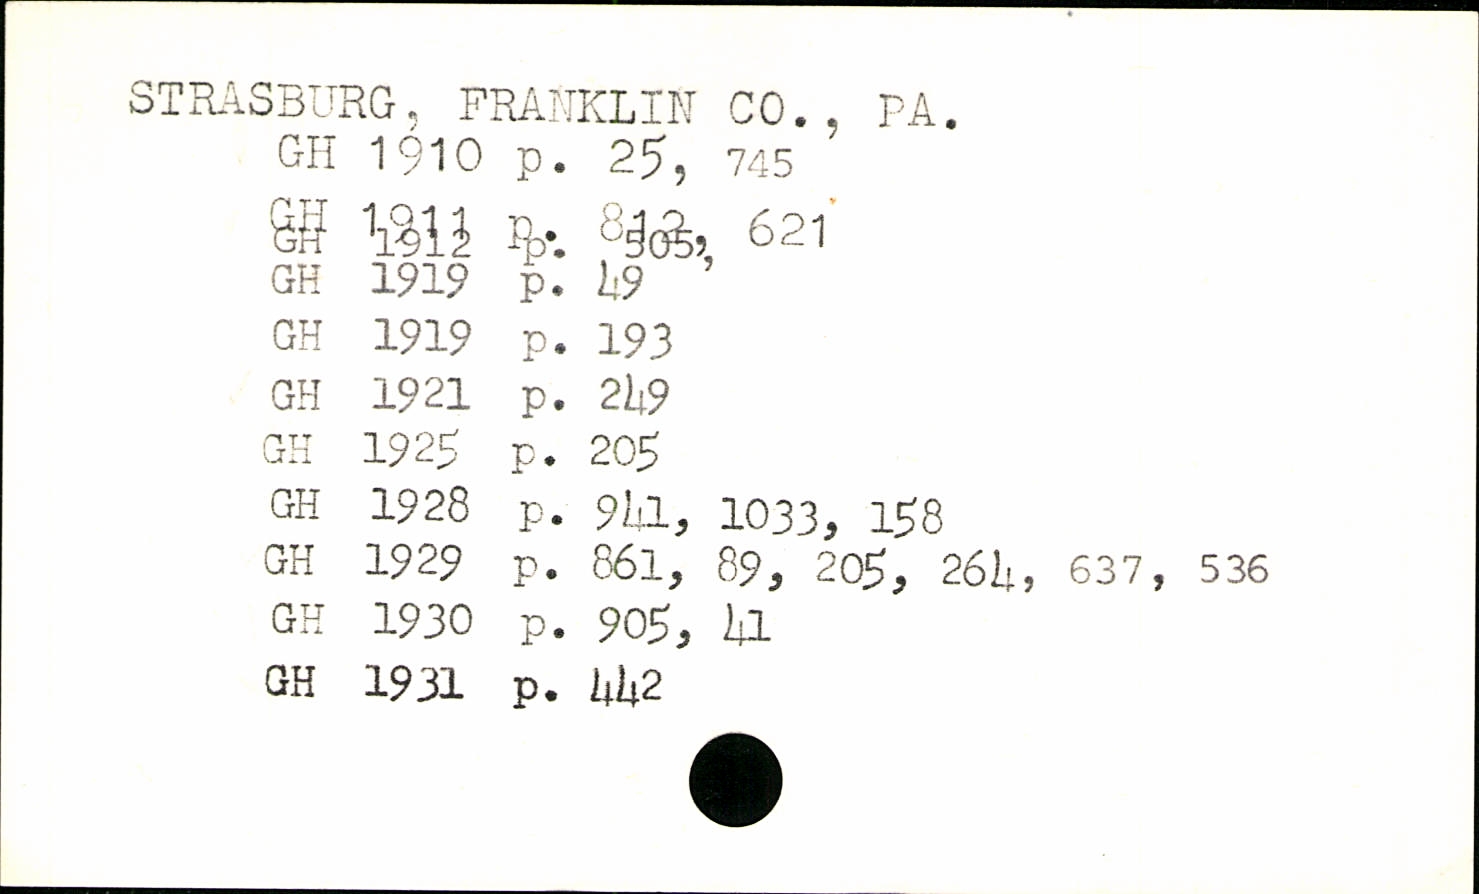 STRASBURG, FRANKLIN CO., PA.
GH 1910 p. 25, 745
GH 1911 p. 812, 621
GH 1912 p. 505,
GH 1919 p. 49
GH 1919 p. 193
GH 1921 p. 249
GH 1925 p. 205
GH 1928 p. 941, 1033, 158
GH 1929 p. 861, 89, 205, 264, 637, 536
GH 1930 p. 905, 41
GH 1931 p. 442